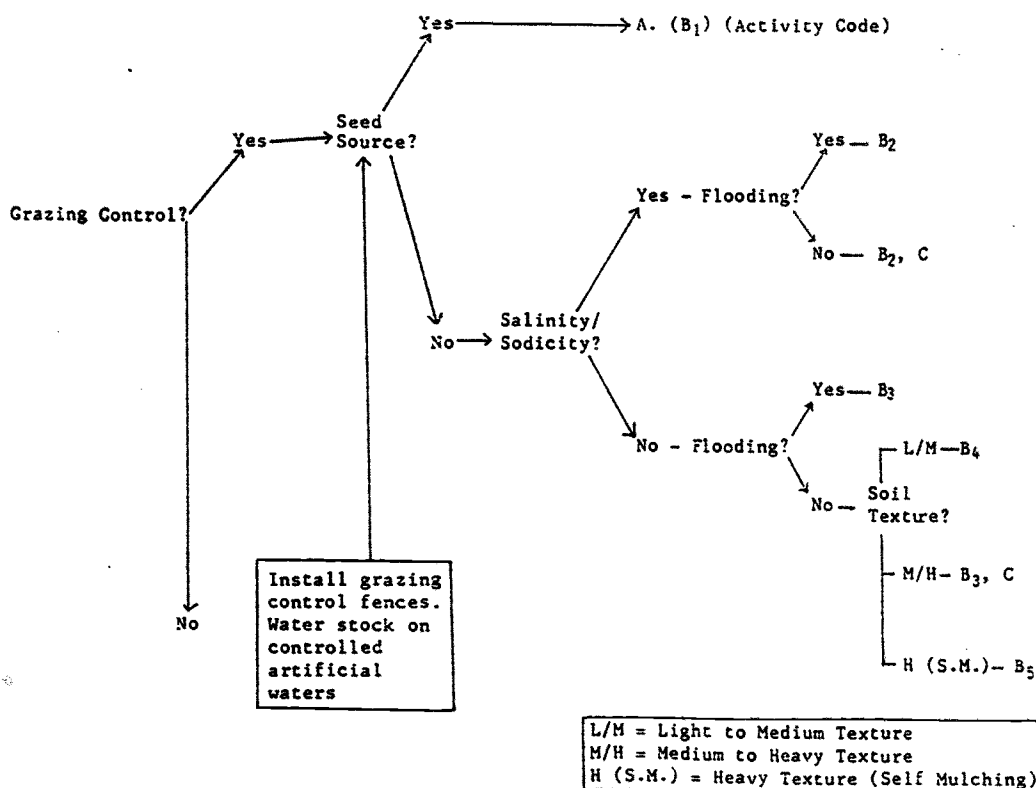 Yes
A. (B1) (Activity Code)
Seed
Source?
Yes
Yes — B2
Yes - Flooding?
Grazing Control?
No — B2, C
Salinity/
Sodicity?
No
Yes — B3
No - Flooding?
L/M — B4
No — Soil
Texture?
Install grazing
control fences.
Water stock on
controlled
artificial
waters
M/H — B3, C
No
H (S.M.) — B5
L/M = Light to Medium Texture
M/H = Medium to Heavy Texture
H (S.M.) = Heavy Texture (Self Mulching)